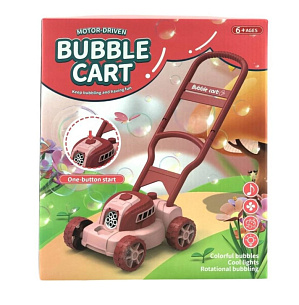 MOTOR-DRIVEN
6+AGES
BUBBLE
CART
Keep bubbling and having fun
Bubble cart
One-button start
Colorful bubbles
Cool lights
Rotational bubbling